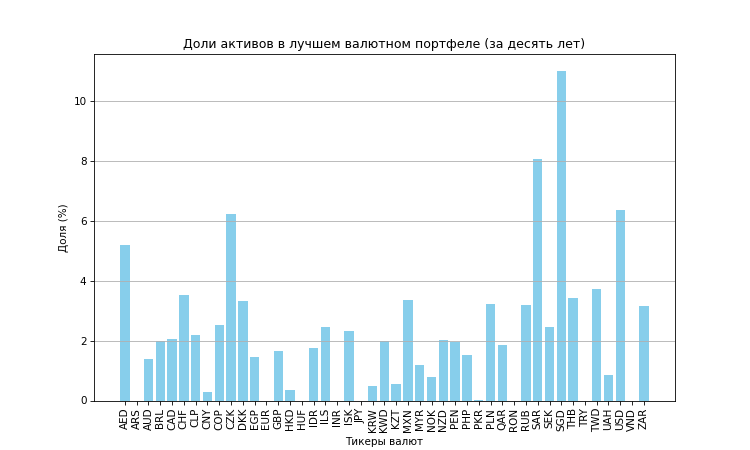 Доли активов в лучшем валютном портфеле (за десять лет)
Доля (%)
10
8
6
4
2
0
AED ARS AUD BRL CAD CHF CLP CNY COP CZK DKK EGP EUR GBP HKD HUF IDR ILS INR ISK JPY KRW KWD KZT MXN MYR NOK NZD PEN PHP PKR PLN QAR RON RUB SAR SEK SGD THB TRY TWD UAH USD VND ZAR
Тикеры валют